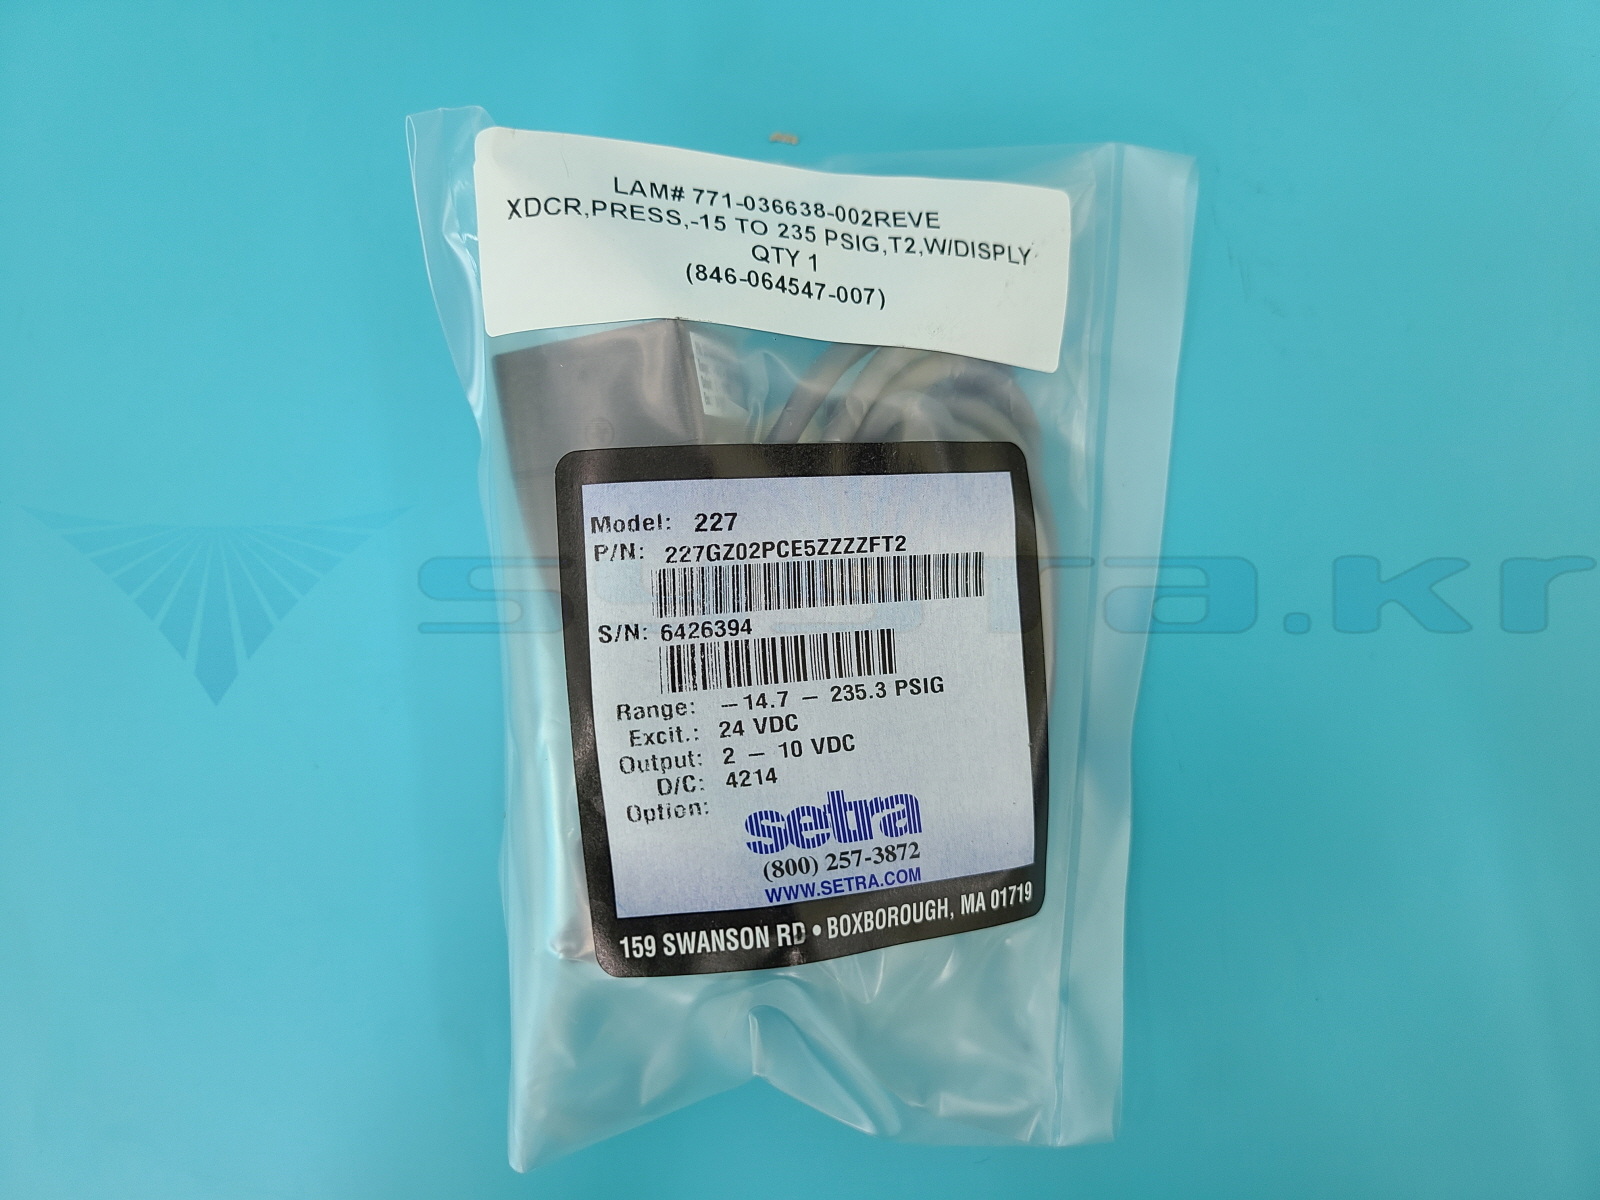 LAM# 771-036638-002REVE
XDCR,PRESS,-15 TO 235 PSIG,T2,W/DISPLY
QTY 1
(846-064547-007)
Model: 227
P/N: 227GZ02PCE5ZZZZFT2
S/N: 6426394
Range: -14.7 - 235.3 PSIG
Excit.: 24 VDC
Output: 2 - 10 VDC
D/C: 4214
Option:
setra
(800) 257-3872
WWW.SETRA.COM
159 SWANSON RD • BOXBOROUGH, MA 01719